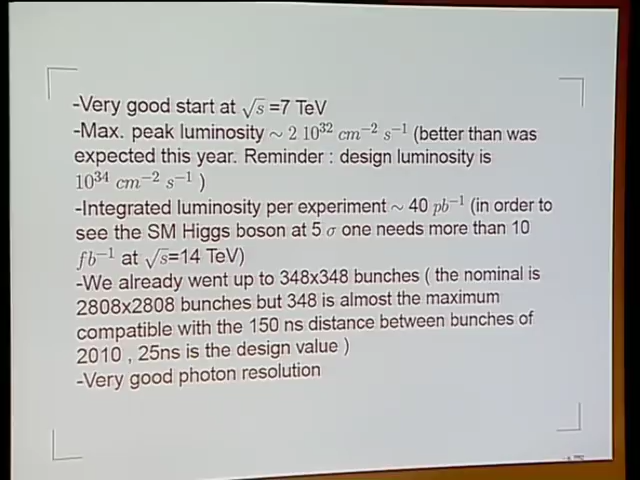 -Very good start at √s =7 TeV
-Max. peak luminosity ~ 2 10³² cm⁻² s⁻¹ (better than was
expected this year. Reminder : design luminosity is
10³⁴ cm⁻² s⁻¹ )
-Integrated luminosity per experiment ~ 40 pb⁻¹ (in order to
see the SM Higgs boson at 5 σ one needs more than 10
fb⁻¹ at √s=14 TeV)
-We already went up to 348x348 bunches ( the nominal is
2808x2808 bunches but 348 is almost the maximum
compatible with the 150 ns distance between bunches of
2010 , 25ns is the design value )
-Very good photon resolution